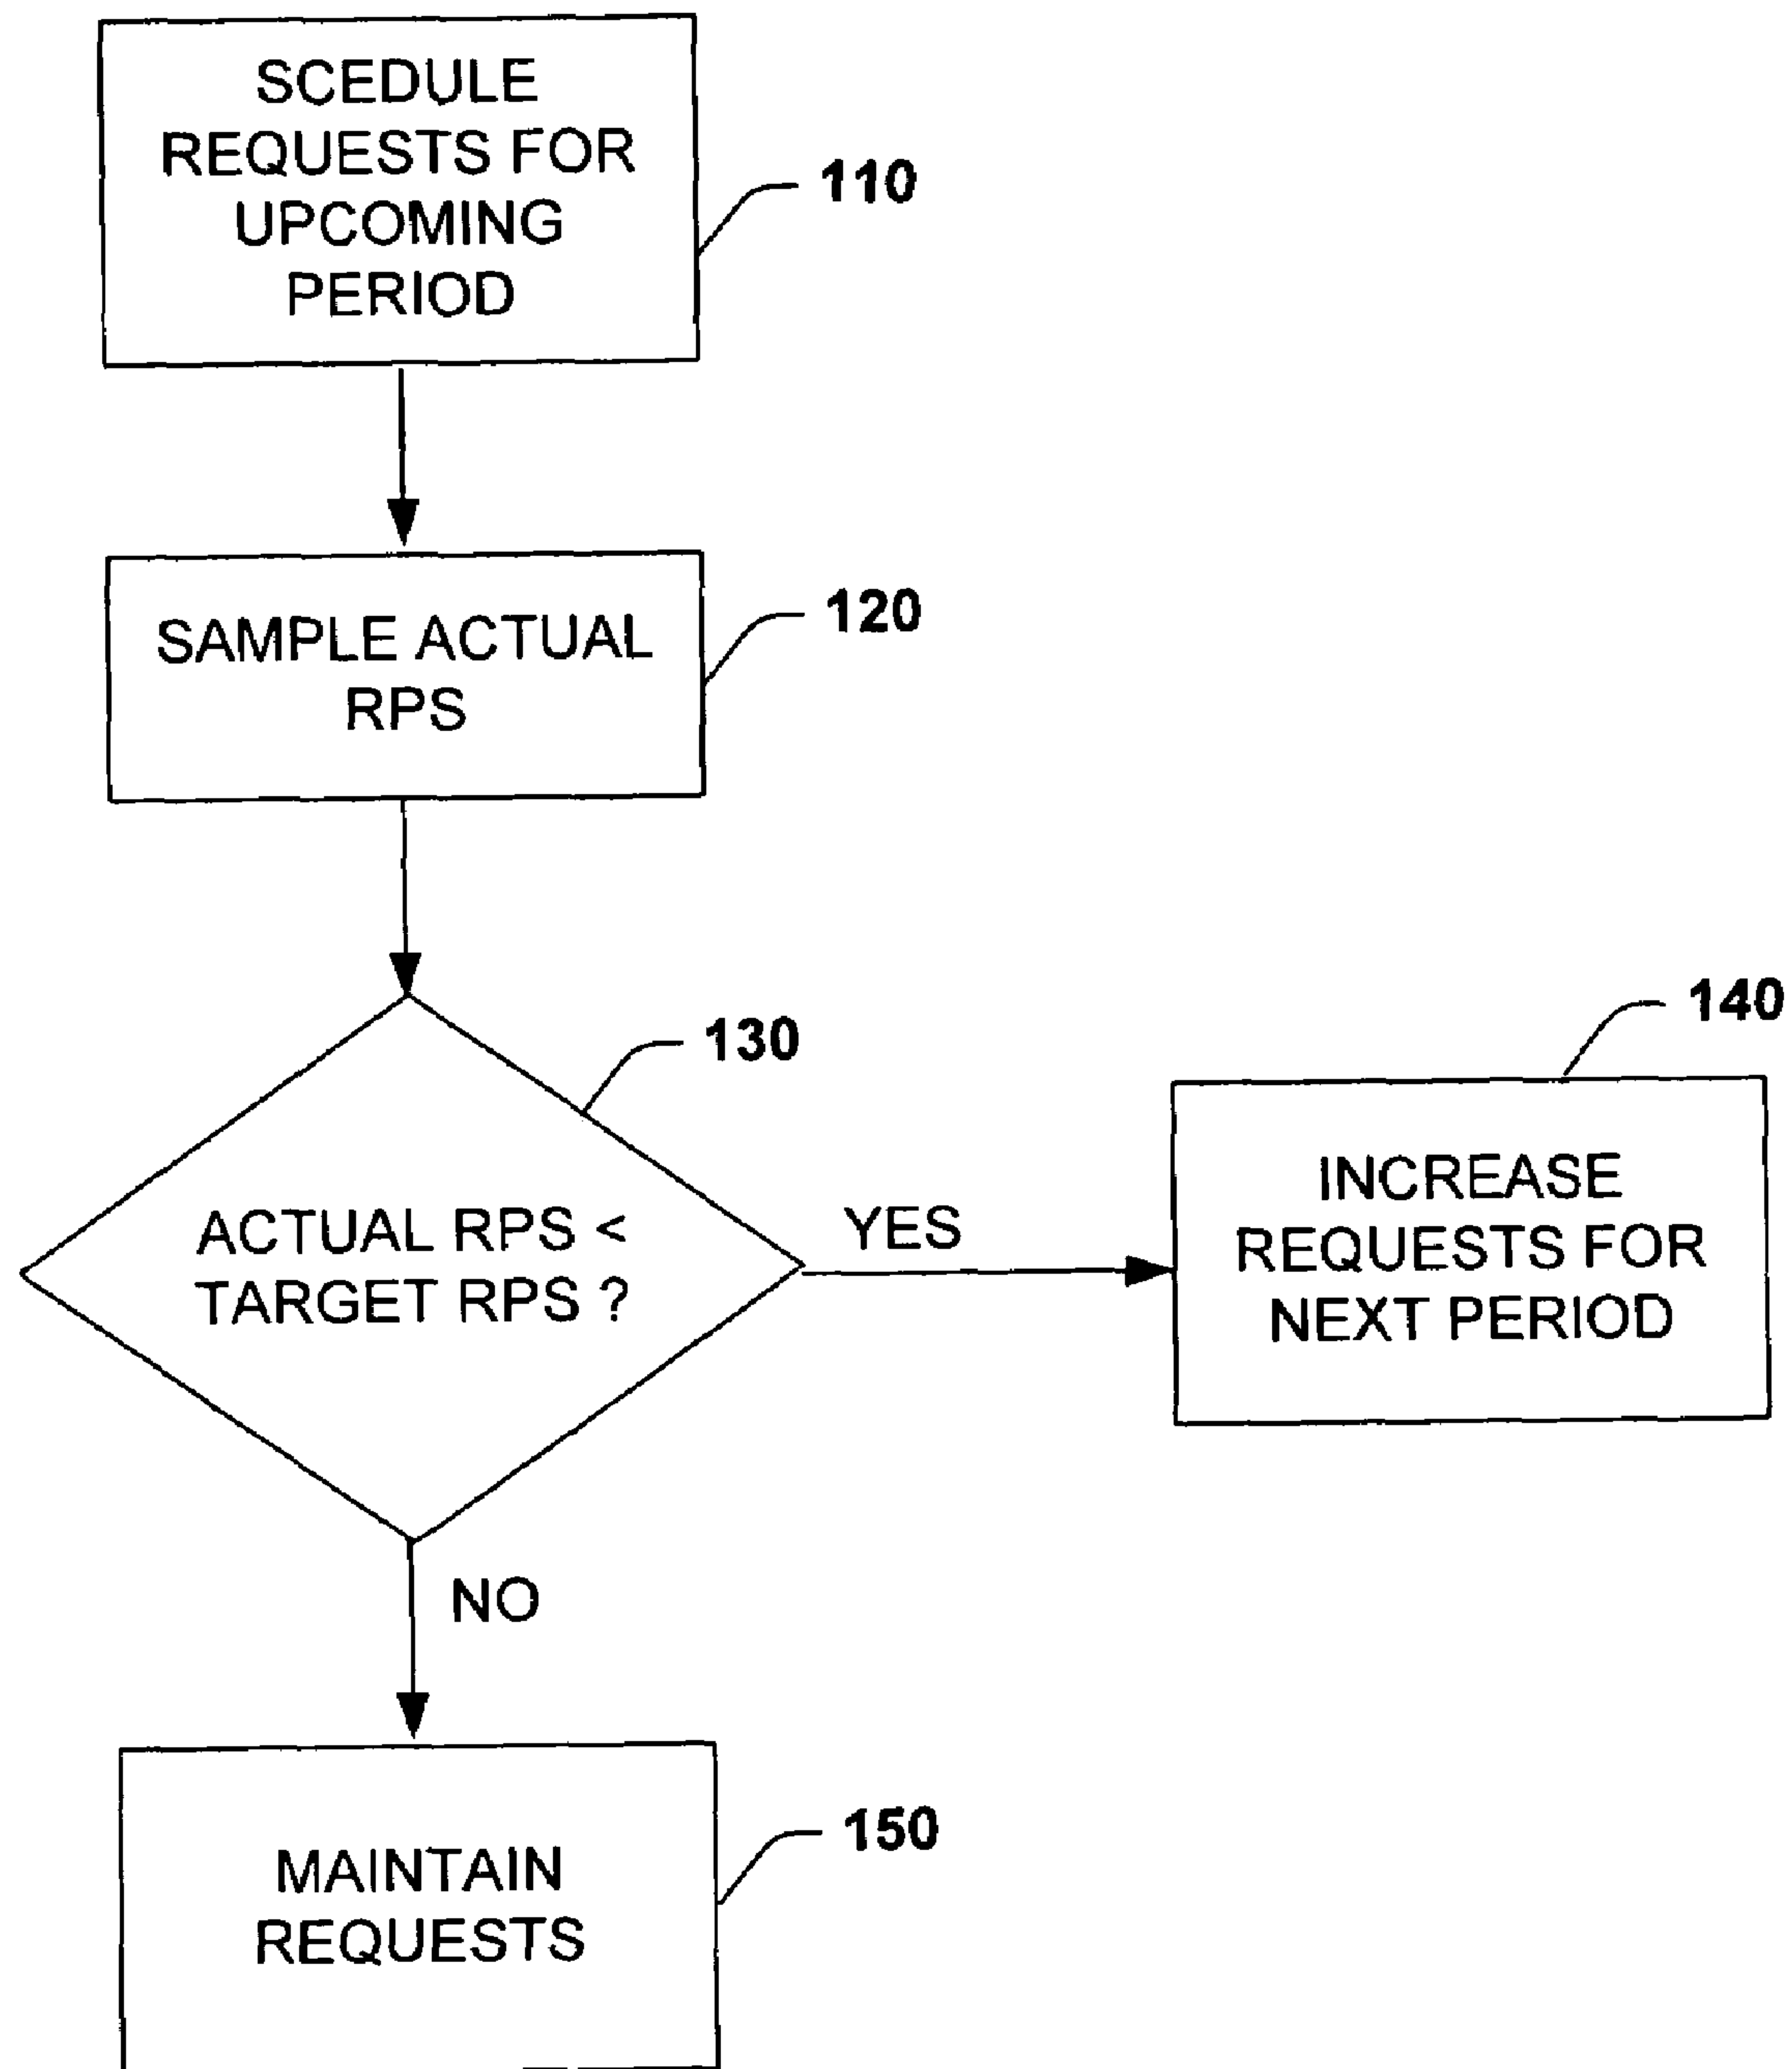 SCEDULE
REQUESTS FOR
UPCOMING
PERIOD
110
SAMPLE ACTUAL
RPS
120
130
ACTUAL RPS <
TARGET RPS ?
YES
140
INCREASE
REQUESTS FOR
NEXT PERIOD
NO
MAINTAIN
REQUESTS
150